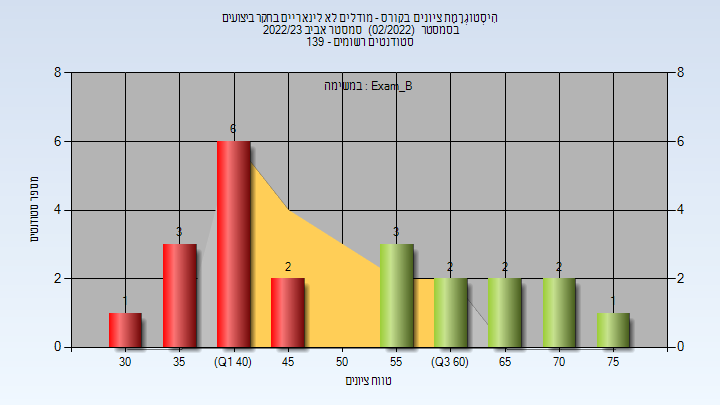 היסטוגרמת ציונים בקורס - מודלים לא לינאריים בחקר ביצועים
בסמסטר (02/2022) סמסטר אביב 2022/23
סטודנטים רשומים - 139
במשימה : Exam_B
מספר סטודנטים
8 8
6 6
4 4
2 2
0 0
1 3 6 2 3 2 2 2 1
30 35 (Q1 40) 45 50 55 (Q3 60) 65 70 75
טווח ציונים